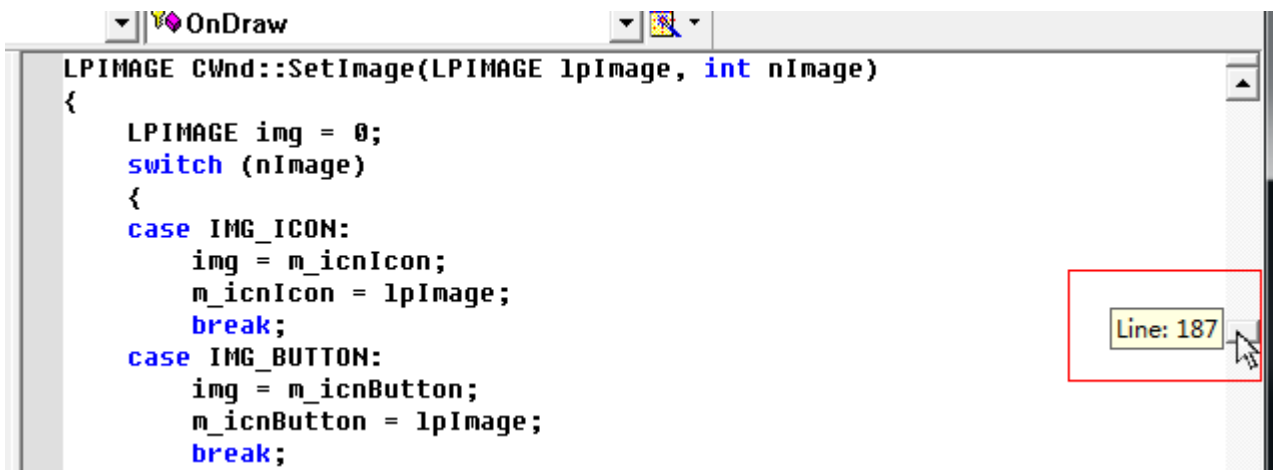 OnDraw
LPIMAGE CWnd::SetImage(LPIMAGE lpImage, int nImage)
{
    LPIMAGE img = 0;
    switch (nImage)
    {
    case IMG_ICON:
        img = m_icnIcon;
        m_icnIcon = lpImage;
        break;
    case IMG_BUTTON:
        img = m_icnButton;
        m_icnButton = lpImage;
        break;
Line: 187